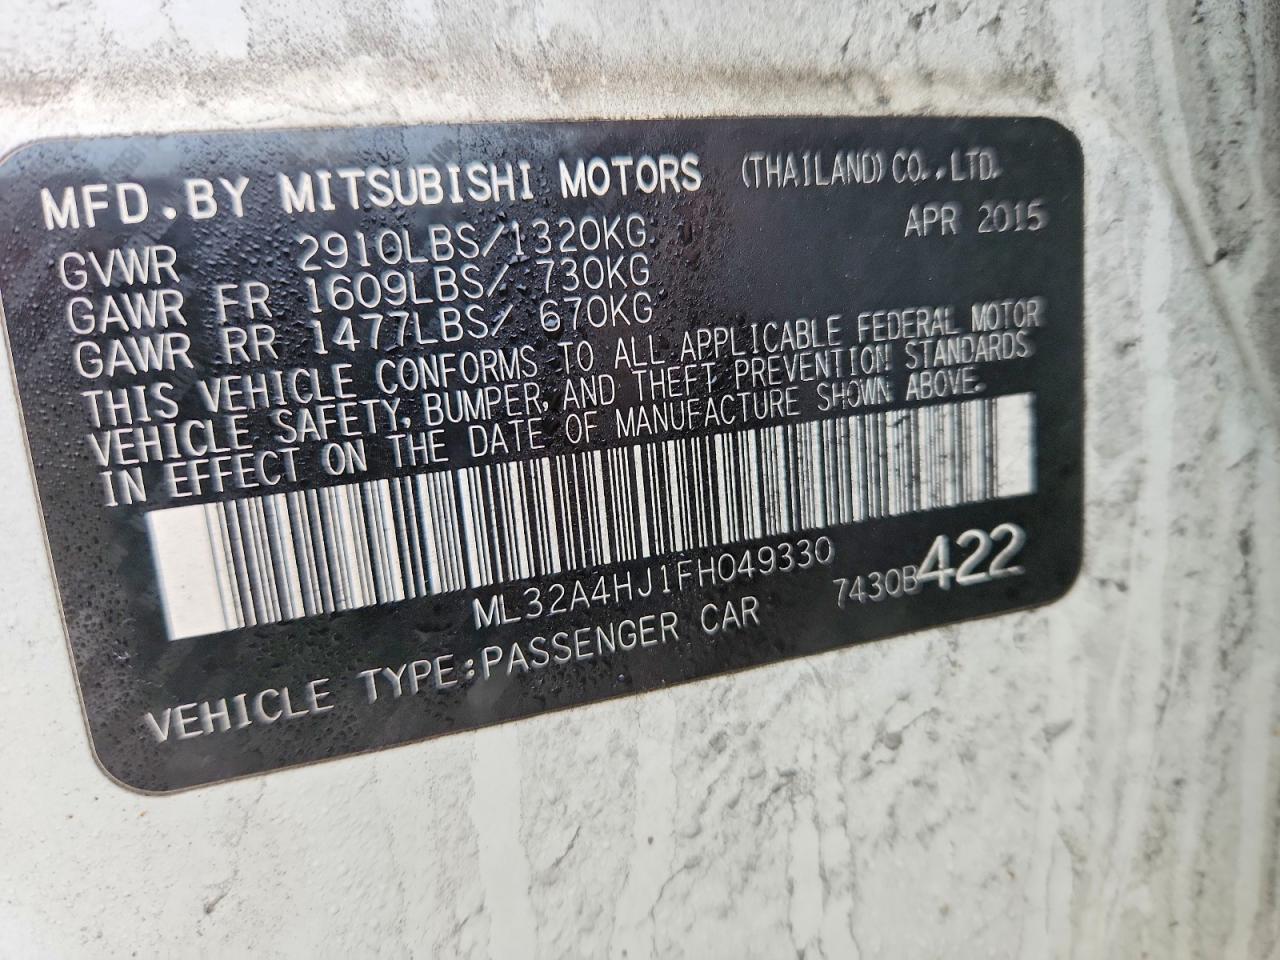 MFD.BY MITSUBISHI MOTORS (THAILAND) CO.,LTD.
APR 2015
GVWR 2910LBS/1320KG
GAWR FR 1609LBS/ 730KG
GAWR RR 1477LBS/ 670KG
THIS VEHICLE CONFORMS TO ALL APPLICABLE FEDERAL MOTOR
VEHICLE SAFETY, BUMPER, AND THEFT PREVENTION STANDARDS
IN EFFECT ON THE DATE OF MANUFACTURE SHOWN ABOVE.
ML32A4HJ1FH049330
7430B422
VEHICLE TYPE:PASSENGER CAR